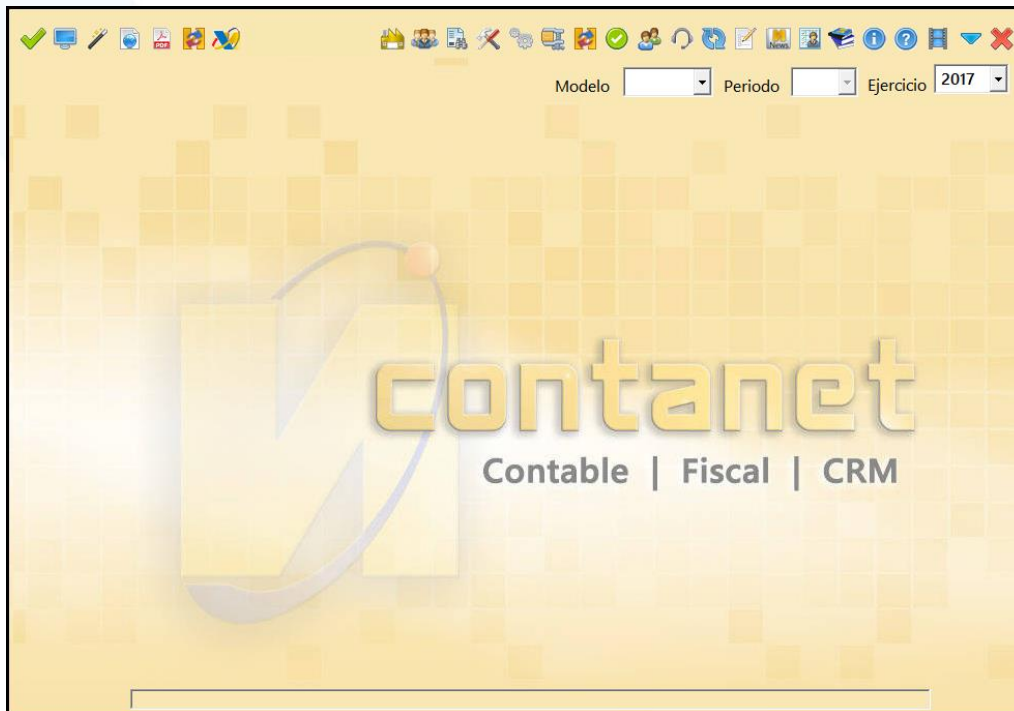 Modelo Periodo Ejercicio 2017
contanet
Contable | Fiscal | CRM